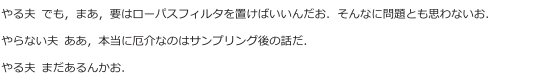 やる夫 でも，まあ，要はローパスフィルタを置けばいいんだお．そんなに問題とも思わないお．
やらない夫 ああ，本当に厄介なのはサンプリング後の話だ．
やる夫 まだあるんかお．